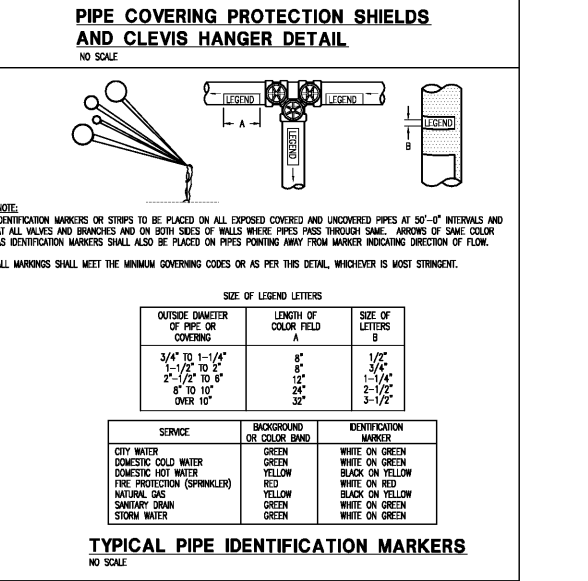 PIPE COVERING PROTECTION SHIELDS
AND CLEVIS HANGER DETAIL
NO SCALE
LEGEND
LEGEND
LEGEND
A
LEGEND
B
NOTE:
IDENTIFICATION MARKERS OR STRIPS TO BE PLACED ON ALL EXPOSED COVERED AND UNCOVERED PIPES AT 50'-0" INTERVALS AND
AT ALL VALVES AND BRANCHES AND ON BOTH SIDES OF WALLS WHERE PIPES PASS THROUGH SAME. ARROWS OF SAME COLOR
AS IDENTIFICATION MARKERS SHALL ALSO BE PLACED ON PIPES POINTING AWAY FROM MARKER INDICATING DIRECTION OF FLOW.
ALL MARKINGS SHALL MEET THE MINIMUM GOVERNING CODES OR AS PER THIS DETAIL, WHICHEVER IS MOST STRINGENT.
SIZE OF LEGEND LETTERS
OUTSIDE DIAMETER LENGTH OF SIZE OF
OF PIPE OR COLOR FIELD LETTERS
COVERING A B
3/4" TO 1-1/4" 8" 1/2"
1-1/2" TO 2" 8" 3/4"
2"-1/2" TO 6" 12" 1-1/4"
8" TO 10" 24" 2-1/2"
OVER 10" 32" 3-1/2"
SERVICE BACKGROUND OR COLOR BAND IDENTIFICATION MARKER
CITY WATER GREEN WHITE ON GREEN
DOMESTIC COLD WATER GREEN WHITE ON GREEN
DOMESTIC HOT WATER YELLOW BLACK ON YELLOW
FIRE PROTECTION (SPRINKLER) RED WHITE ON RED
NATURAL GAS YELLOW BLACK ON YELLOW
SANITARY DRAIN GREEN WHITE ON GREEN
STORM WATER GREEN WHITE ON GREEN
TYPICAL PIPE IDENTIFICATION MARKERS
NO SCALE